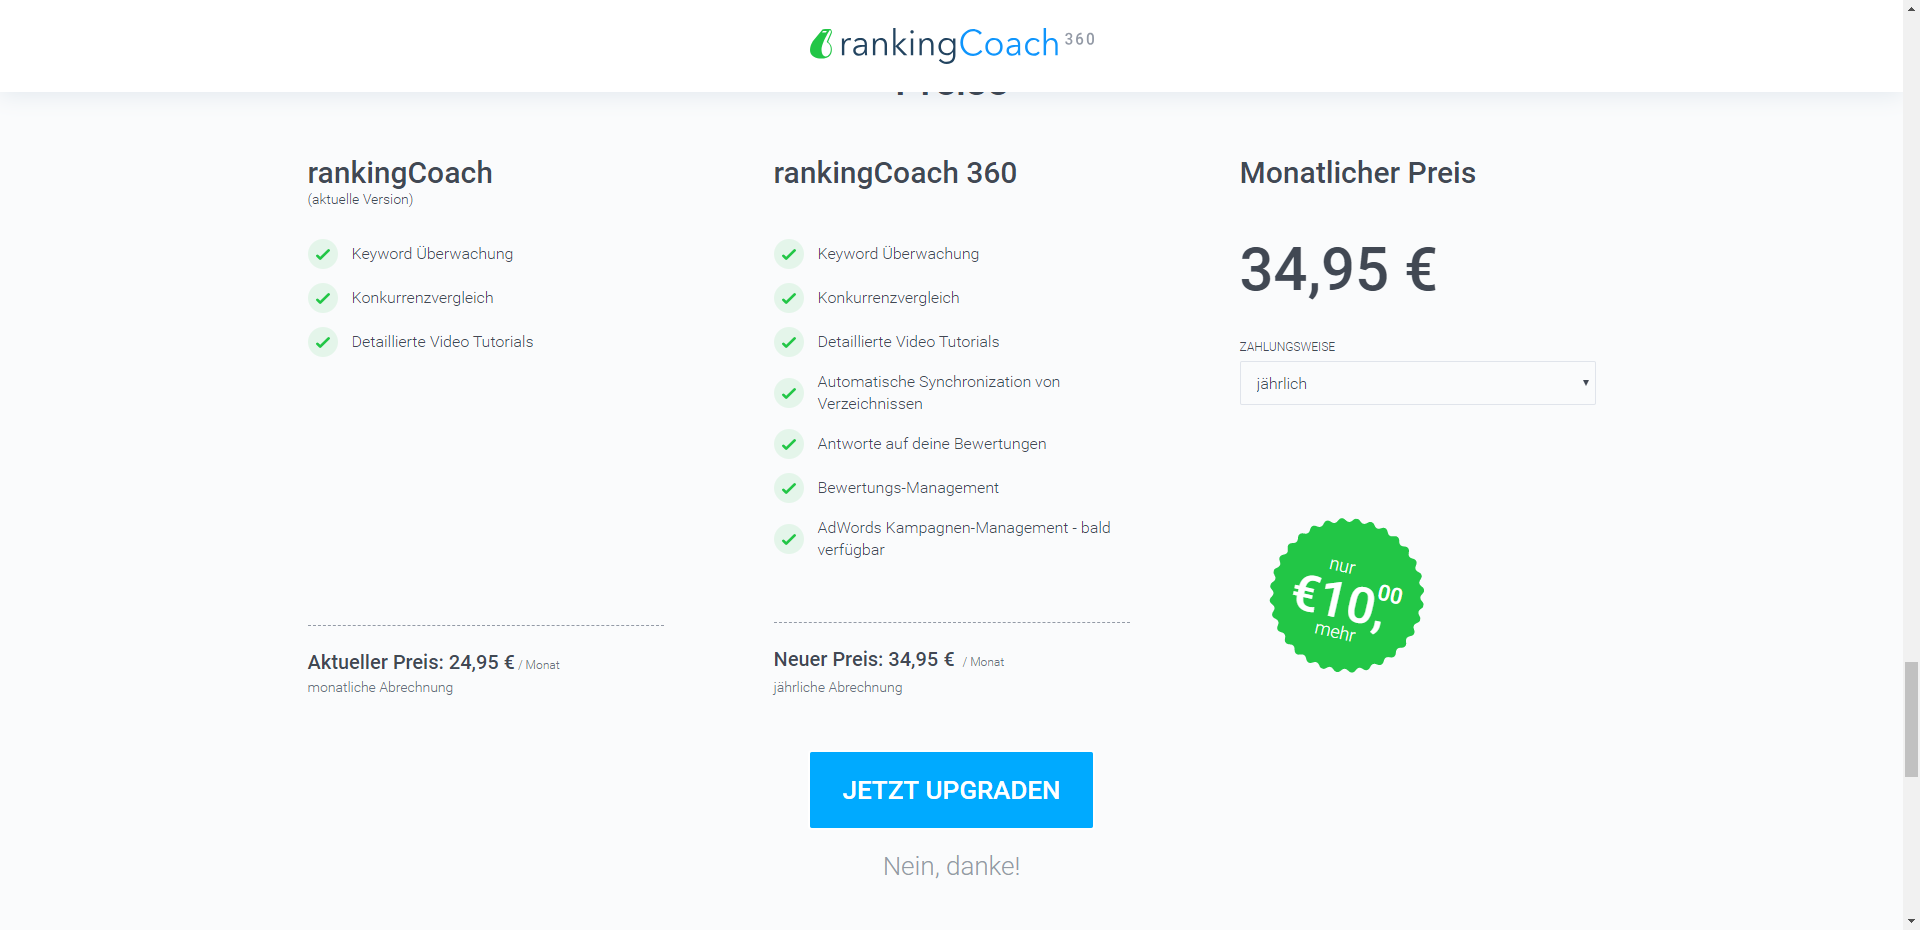 rankingCoach 360
Preise
rankingCoach
(aktuelle Version)
Keyword Überwachung
Konkurrenzvergleich
Detaillierte Video Tutorials
Aktueller Preis: 24,95 € / Monat
monatliche Abrechnung
rankingCoach 360
Keyword Überwachung
Konkurrenzvergleich
Detaillierte Video Tutorials
Automatische Synchronization von
Verzeichnissen
Antworte auf deine Bewertungen
Bewertungs-Management
AdWords Kampagnen-Management - bald
verfügbar
Neuer Preis: 34,95 € / Monat
jährliche Abrechnung
Monatlicher Preis
34,95 €
ZAHLUNGSWEISE
jährlich
nur
€10,00
mehr
JETZT UPGRADEN
Nein, danke!